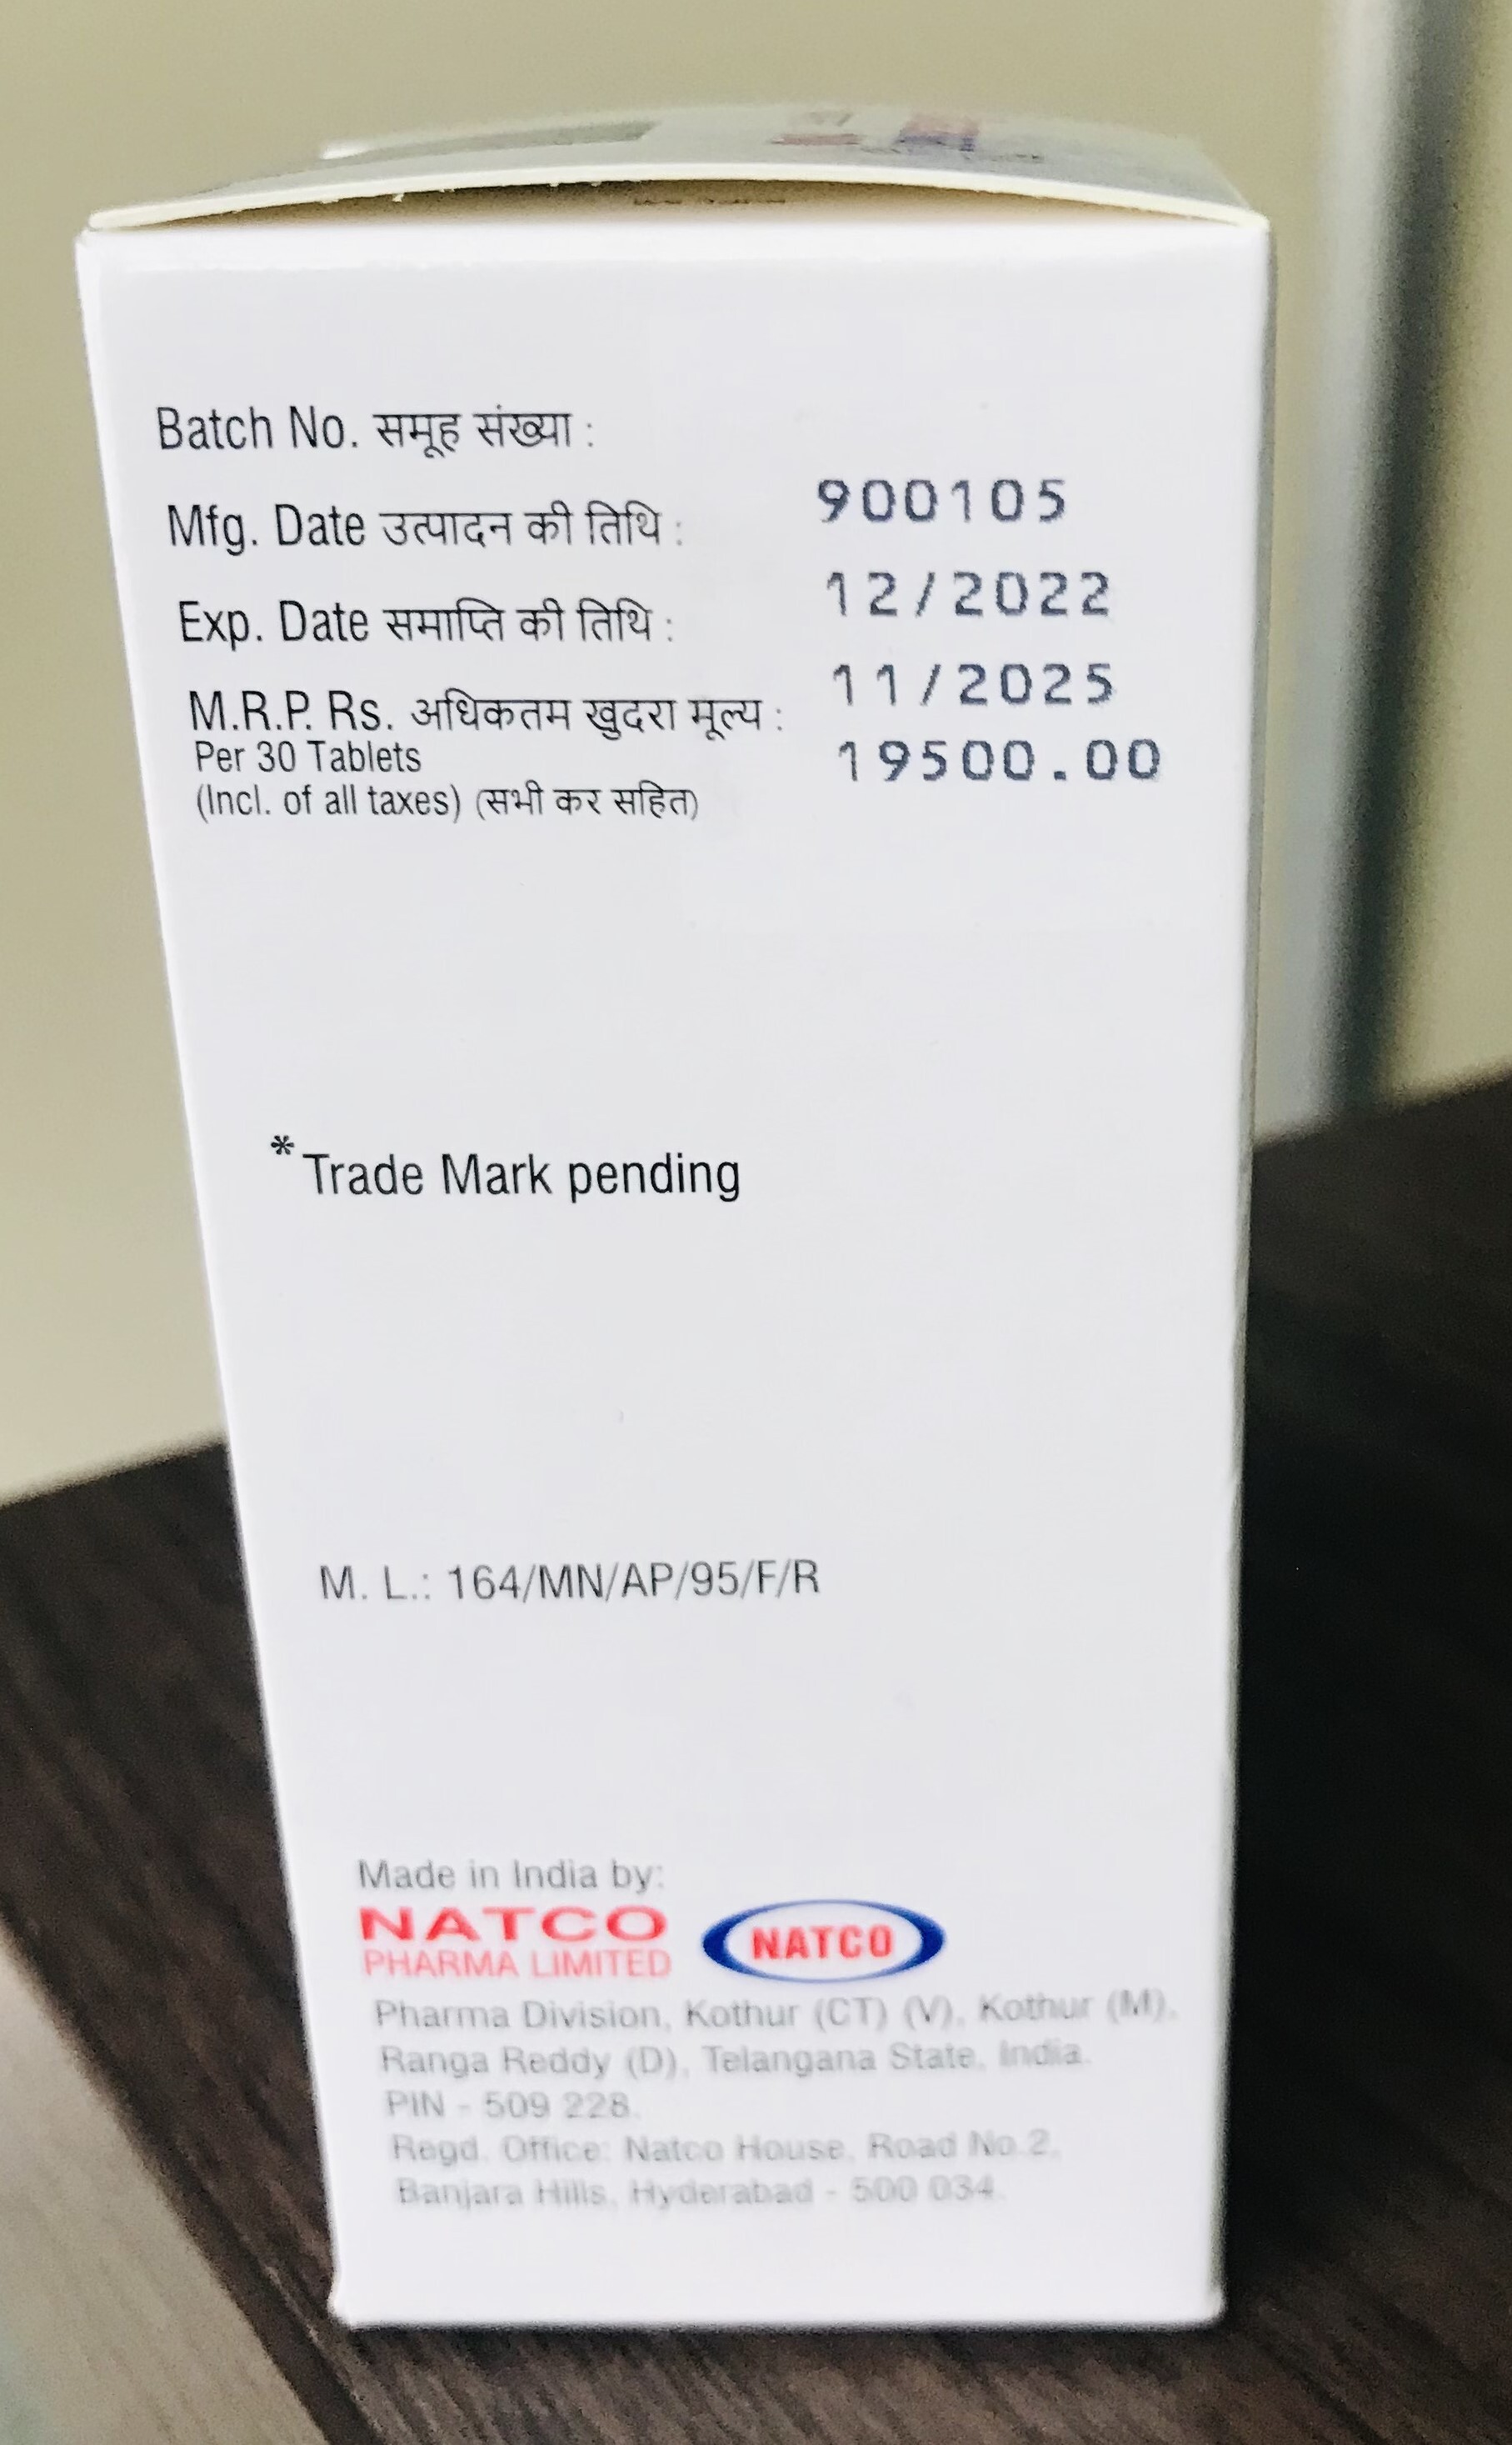 Batch No. समूह संख्या :
900105
Mfg. Date उत्पादन की तिथि :
12/2022
Exp. Date समाप्ति की तिथि :
11/2025
M.R.P. Rs. अधिकतम खुदरा मूल्य :
19500.00
Per 30 Tablets
(Incl. of all taxes) (सभी कर सहित)
*Trade Mark pending
M. L.: 164/MN/AP/95/F/R
Made in India by:
NATCO
PHARMA LIMITED
NATCO
Pharma Division, Kothur (CT) (V), Kothur (M),
Ranga Reddy (D), Telangana State, India.
PIN - 509 228.
Regd. Office: Natco House, Road No.2,
Banjara Hills, Hyderabad - 500 034.